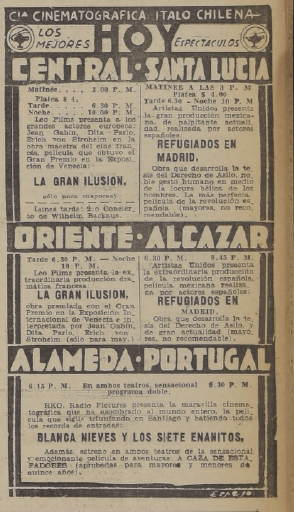 Cia CINEMATOGRAFICA ITALO CHILENA
LOS MEJORES
HOY
ESPECTACULOS
CENTRAL · SANTA LUCIA
Matinée.... 3.00 P. M.
Platea $ 4.
Tarde.... 6.30 P. M.
Noche.... 10.00 P. M.
Leo Films presenta a los
grandes actores europeos:
Jean Gabin, Dita Parlo,
Erich von Stroheim en la
obra maestra del cine francés,
película que obtuvo el
Gran Premio en la Exposición
de Venecia:
LA GRAN ILUSION,
(sólo para mayores)
Lunes tarde: 2.o Concierto
de Wilhelm Backaus.
MATINEE A LAS 3 P. M.
Platea $ 4.00
Tarde 6.30 - Noche 10 P M
Artistas Unidos presenta
la gran producción mexicana,
de palpitante actualidad,
realizada por actores
españoles:
REFUGIADOS EN
MADRID,
Obra que desarrolla la tesis
del Derecho de Asilo, noble
gesto humano en medio
de la locura bélica de los
hombres. La más perfecta
película de la revolución española,
(mayores, no recomendable).
ORIENTE · ALCAZAR
Tarde 6.30 P. M. — Noche
10 P. M.
Leo Films presenta la extraordinaria
producción dramática
francesa
LA GRAN ILUSION,
obra premiada con el Gran
Premio en la Exposición Internacional
de Venecia e interpretada
por Jean Gabin,
Dita Parlo, Erich von
Stroheim (sólo para may).
6.30 P. M. 9.45 P. M.
Artistas Unidos presenta
la extraordinaria producción
de la revolución española,
película mexicana realizada
por actores españoles:
REFUGIADOS EN
MADRID.
Obra que desarrolla la tesis
del Derecho de Asilo, y
de gran actualidad (mayores,
no recomendable).
ALAMEDA · PORTUGAL
6.15 P. M. En ambos teatros, sensacional 6.30 P. M.
programa doble.
RKO. Radio Pictures presenta la maravilla cinematográfica
que ha asombrado al mundo entero, la película
que sigue triunfando en Santiago y batiendo todos
los records de entradas:
BLANCA NIEVES Y LOS SIETE ENANITOS,
Además, estreno en ambos teatros de la sensacional
y emocionante película de aventuras: A CAZA DE ESTAFADORES
(aprobadas para mayores y menores de
quince años).